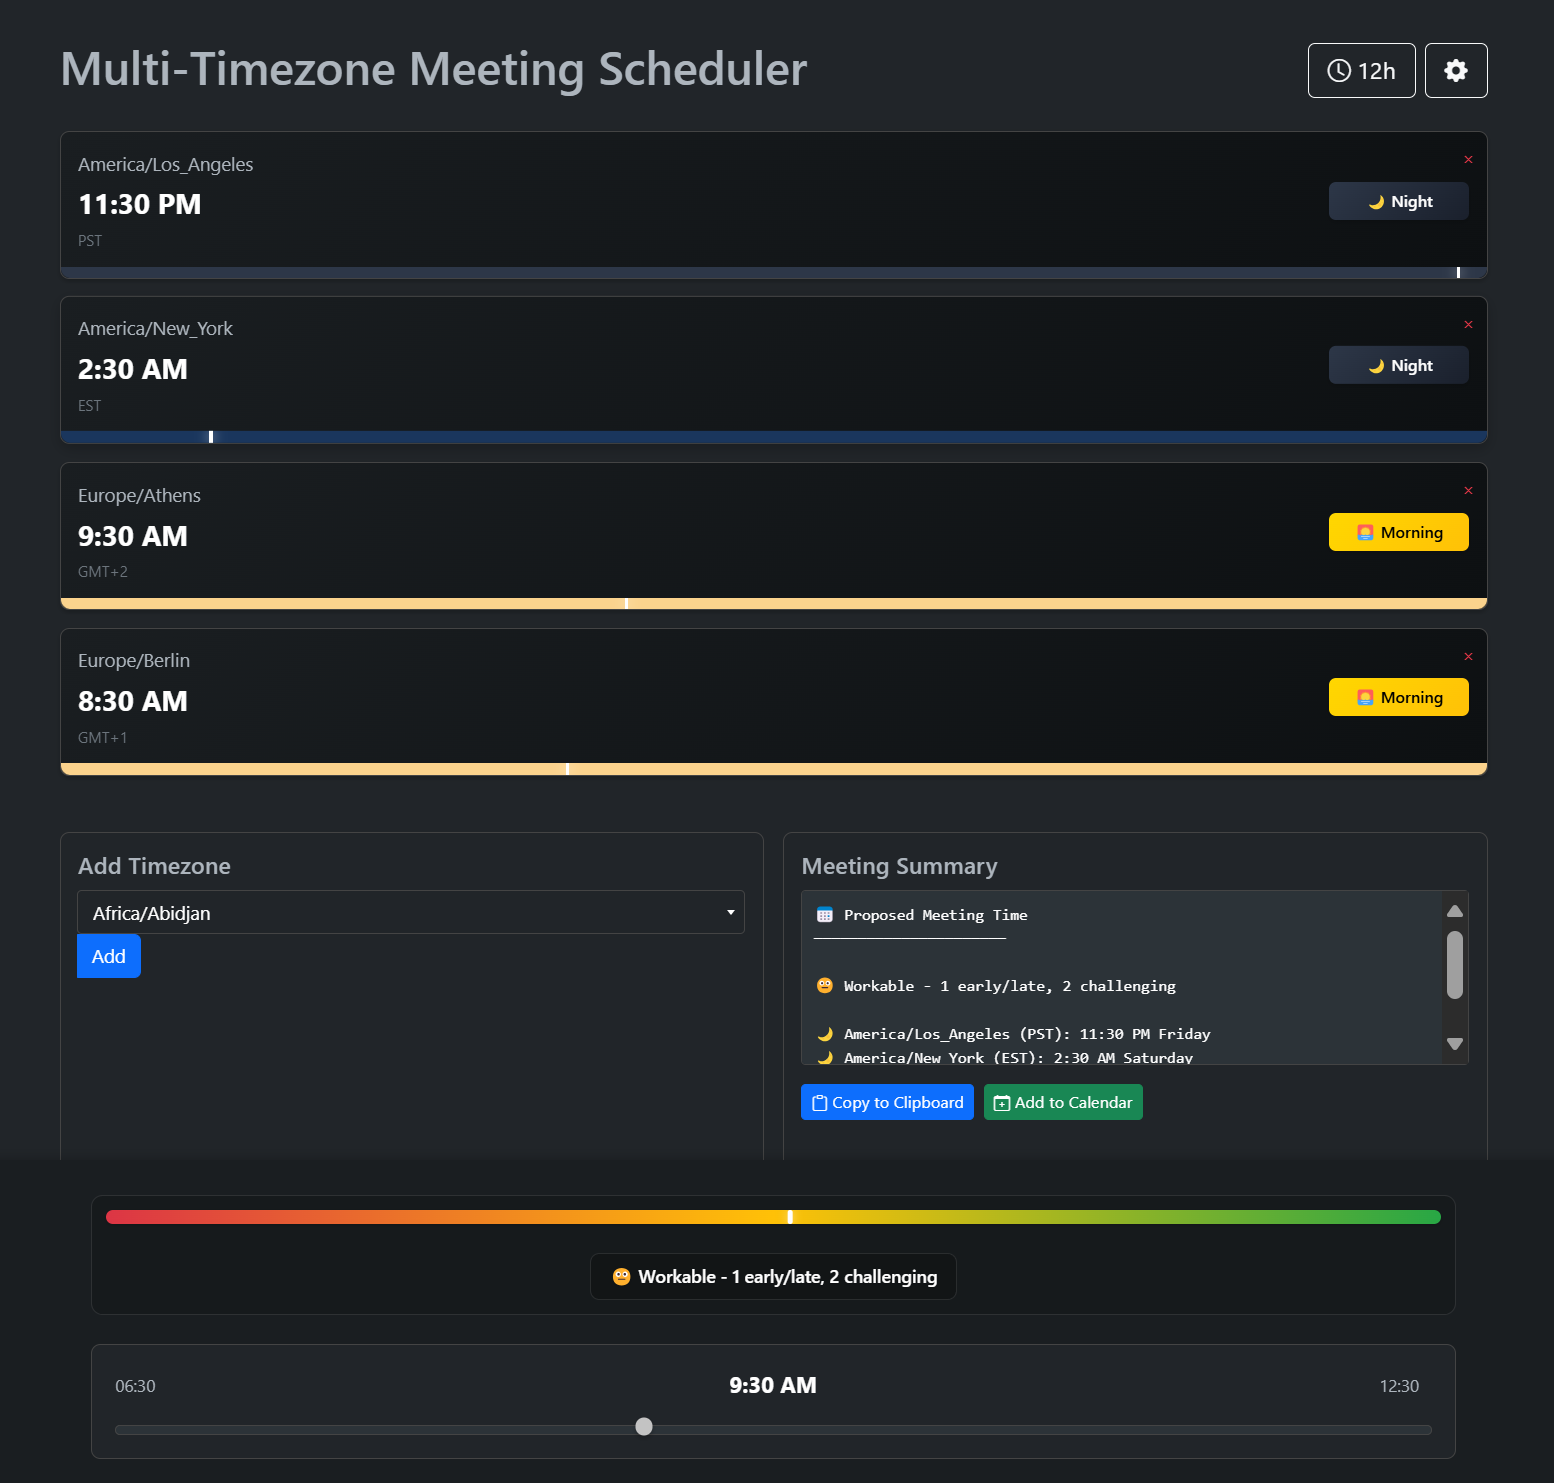 Multi-Timezone Meeting Scheduler
12h
America/Los_Angeles
×
11:30 PM
🌙 Night
PST
America/New_York
×
2:30 AM
🌙 Night
EST
Europe/Athens
×
9:30 AM
🌅 Morning
GMT+2
Europe/Berlin
×
8:30 AM
🌅 Morning
GMT+1
Add Timezone
Africa/Abidjan
Add
Meeting Summary
📅 Proposed Meeting Time
😐 Workable - 1 early/late, 2 challenging
🌙 America/Los_Angeles (PST): 11:30 PM Friday
🌙 America/New York (EST): 2:30 AM Saturday
Copy to Clipboard
Add to Calendar
😐 Workable - 1 early/late, 2 challenging
06:30
9:30 AM
12:30